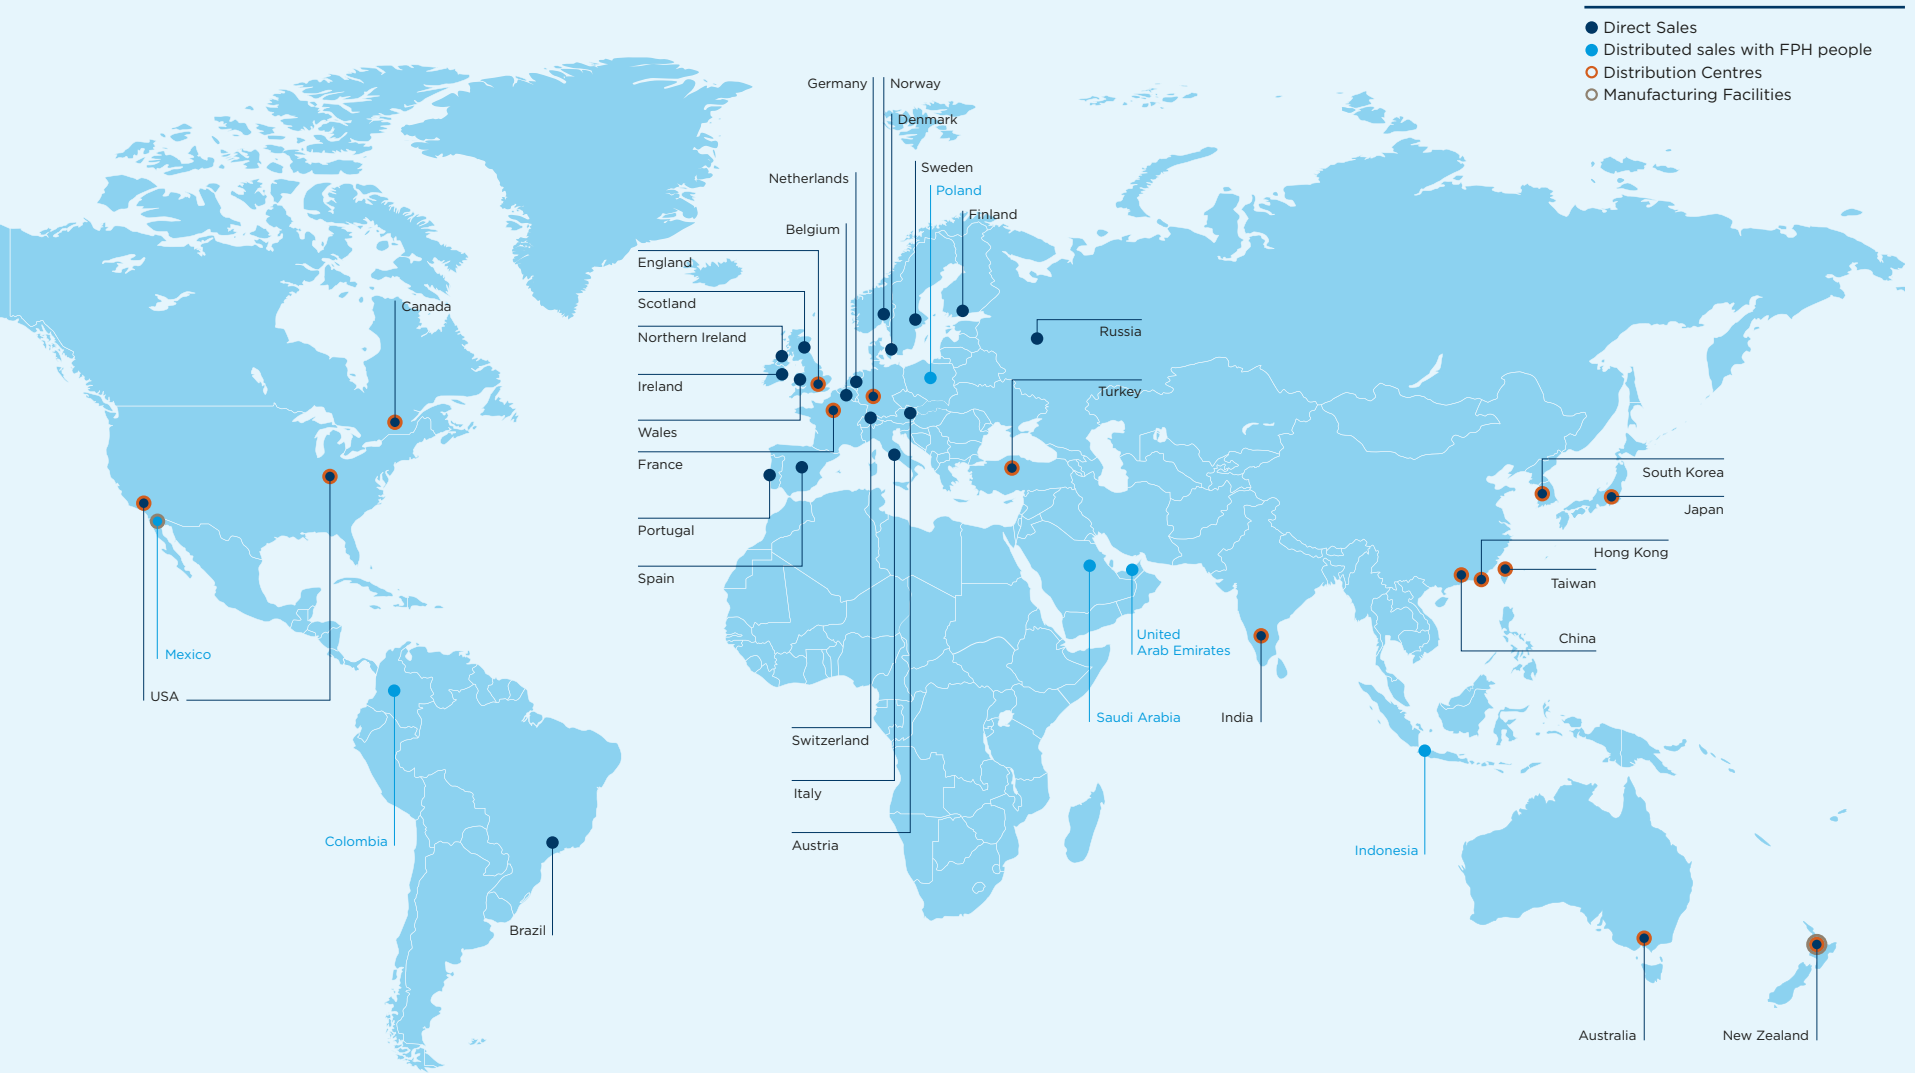 Direct Sales
Distributed sales with FPH people
Distribution Centres
Manufacturing Facilities
Germany
Norway
Denmark
Sweden
Netherlands
Poland
Finland
Belgium
England
Scotland
Canada
Northern Ireland
Russia
Ireland
Turkey
Wales
France
South Korea
Japan
Portugal
Hong Kong
Spain
Taiwan
China
United
Arab Emirates
Mexico
USA
Saudi Arabia
India
Switzerland
Italy
Colombia
Austria
Indonesia
Brazil
Australia
New Zealand